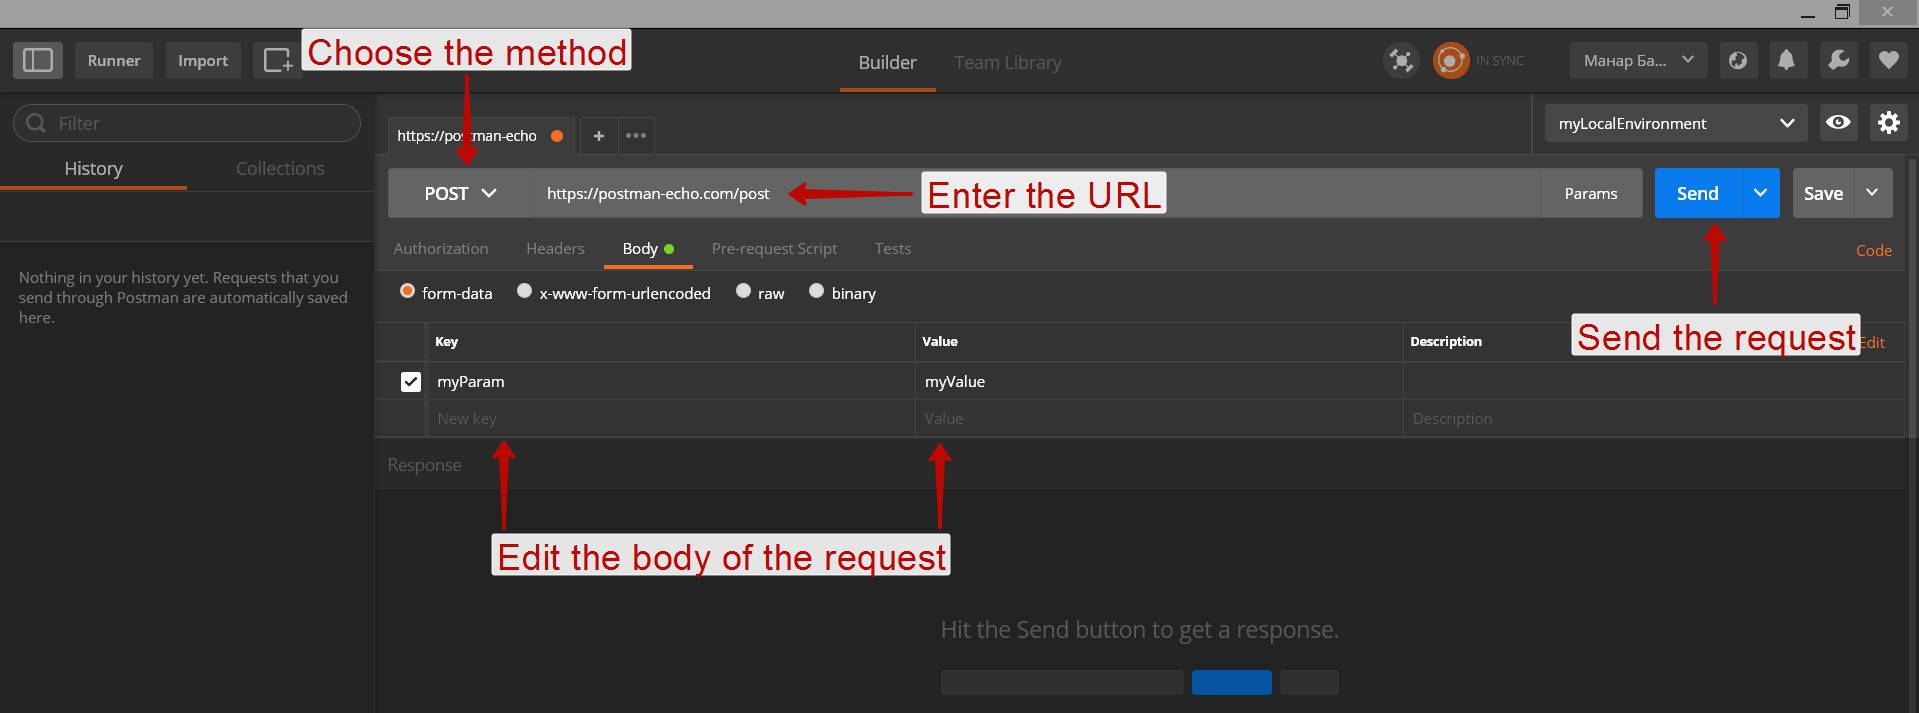 Runner
Import
Choose the method
Builder
Team Library
IN SYNC
Манар Ба...
Filter
https://postman-echo
myLocalEnvironment
History
Collections
POST
https://postman-echo.com/post
Enter the URL
Params
Send
Save
Authorization
Headers
Body
Pre-request Script
Tests
Code
Nothing in your history yet. Requests that you
send through Postman are automatically saved
here.
form-data
x-www-form-urlencoded
raw
binary
Send the request
Key
Value
Description
Edit
myParam
myValue
New key
Value
Description
Response
Edit the body of the request
Hit the Send button to get a response.